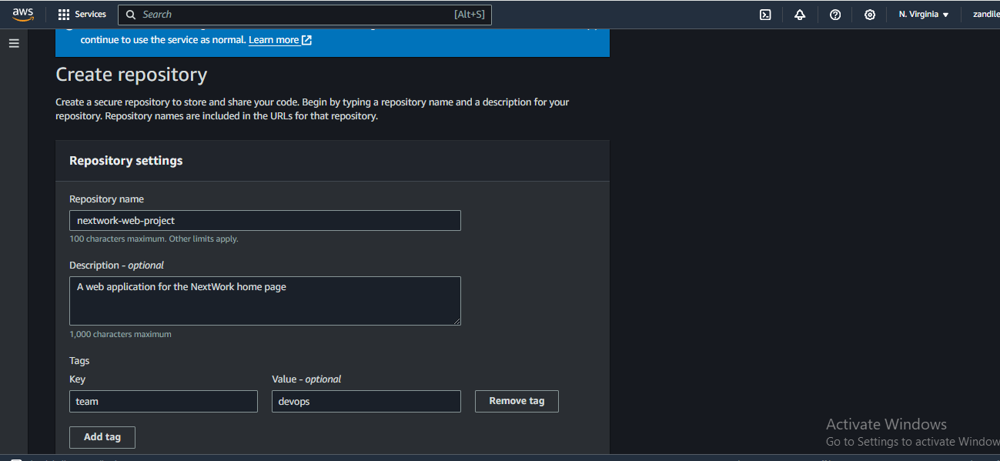 aws Services Search [Alt+S] N. Virginia zandile
continue to use the service as normal. Learn more
Create repository
Create a secure repository to store and share your code. Begin by typing a repository name and a description for your
repository. Repository names are included in the URLs for that repository.
Repository settings
Repository name
nextwork-web-project
100 characters maximum. Other limits apply.
Description - optional
A web application for the NextWork home page
1,000 characters maximum
Tags
Key Value - optional
team devops Remove tag
Add tag
Activate Windows
Go to Settings to activate Window